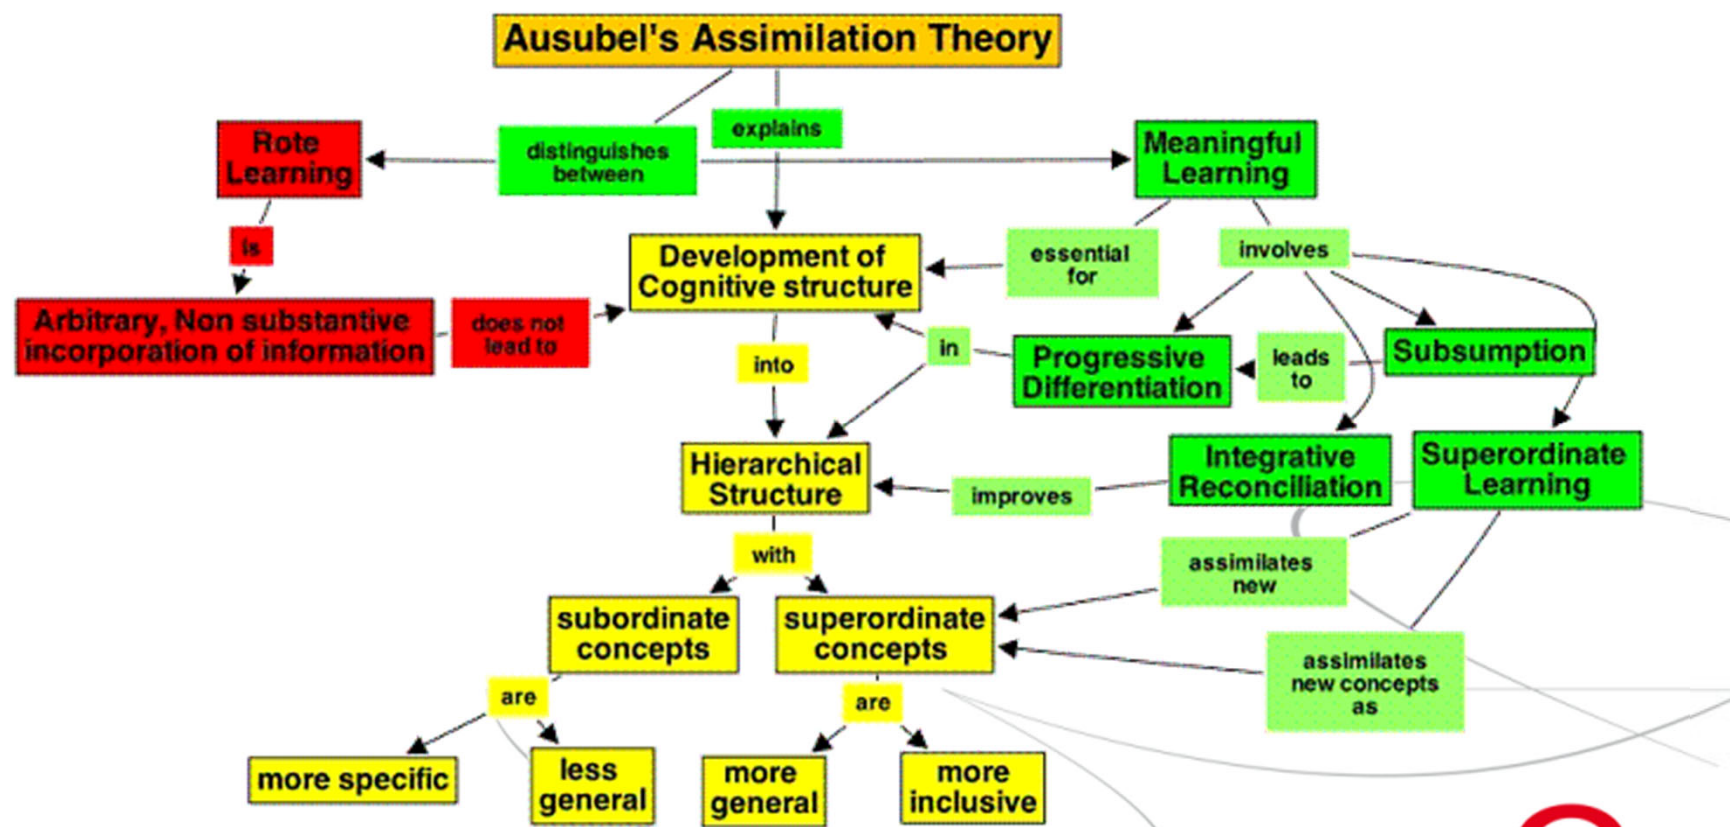 Ausubel's Assimilation Theory
explains
Rote
Learning
distinguishes
between
Meaningful
Learning
is
Development of
Cognitive structure
essential
for
involves
Arbitrary, Non substantive
incorporation of information
does not
lead to
into
in
Progressive
Differentiation
leads
to
Subsumption
Hierarchical
Structure
improves
Integrative
Reconciliation
Superordinate
Learning
with
assimilates
new
subordinate
concepts
superordinate
concepts
assimilates
new concepts
as
are
are
more specific
less
general
more
general
more
inclusive